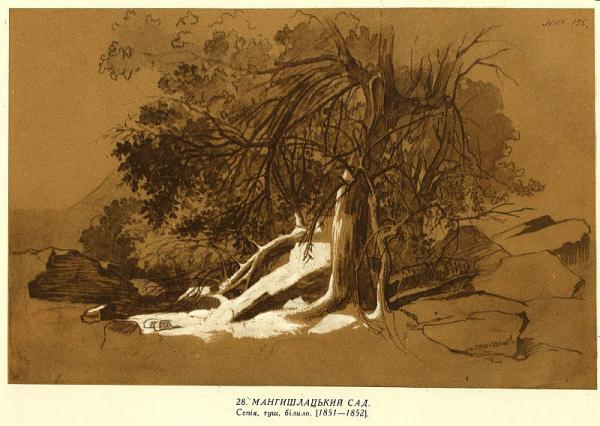 28. МАНГИШЛАЦЬКИЙ САД.
Сепія, туш, білило. [1851—1852].